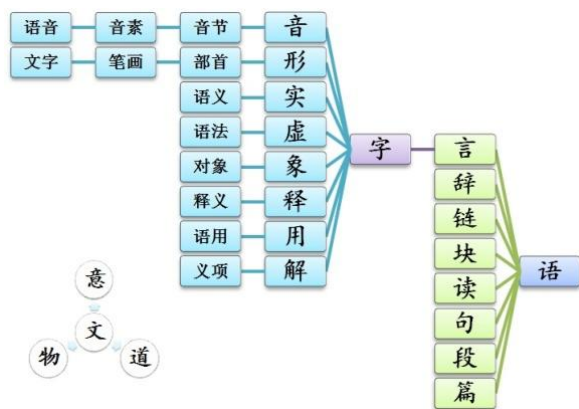 语音 音素 音节 音
文字 笔画 部首 形
语义 实
语法 虚
对象 象
释义 释
语用 用
义项 解
字
言
辞
链
块
读
句
段
篇
语
意
文
物 道